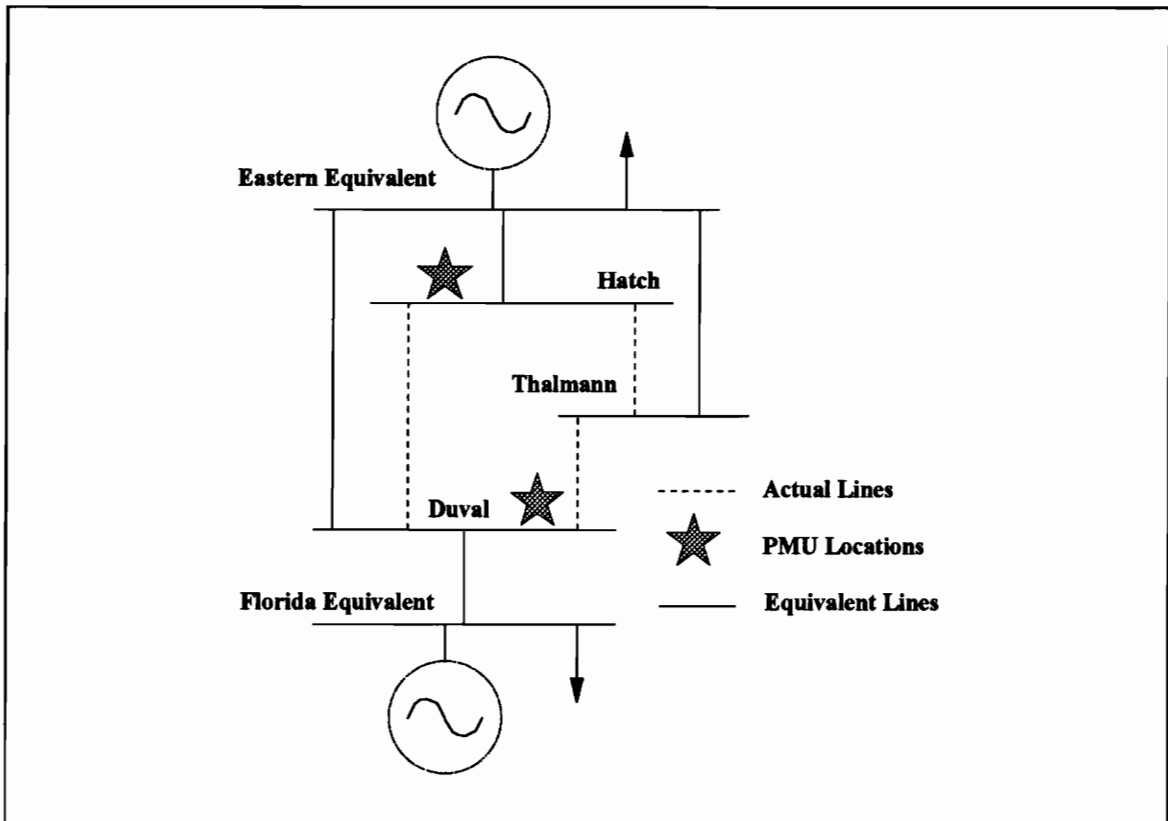 Eastern Equivalent
Hatch
Thalmann
Duval
Florida Equivalent
Actual Lines
PMU Locations
Equivalent Lines